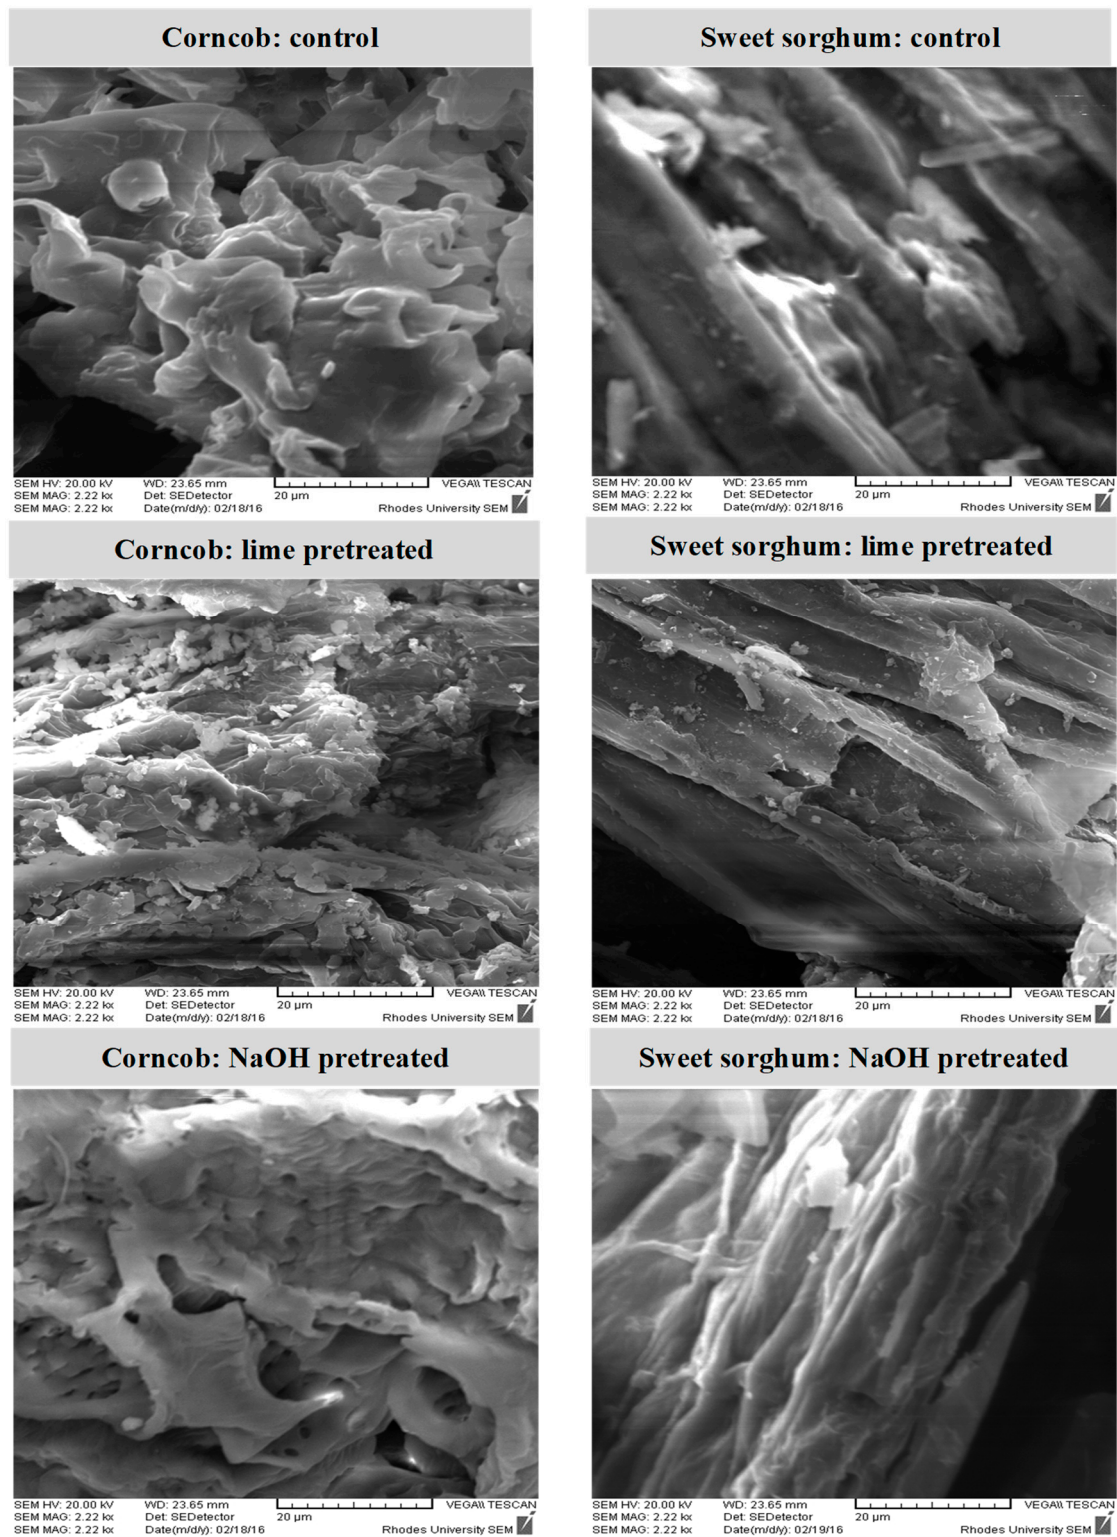 Corncob: control
Sweet sorghum: control
SEM HV: 20.00 kV WD: 23.65 mm VEGA\\ TESCAN
SEM MAG: 2.22 kx Det: SEDetector 20 µm
SEM MAG: 2.22 kx Date(m/d/y): 02/18/16 Rhodes University SEM
SEM HV: 20.00 kV WD: 23.65 mm VEGA\\ TESCAN
SEM MAG: 2.22 kx Det: SEDetector 20 µm
SEM MAG: 2.22 kx Date(m/d/y): 02/18/16 Rhodes University SEM
Corncob: lime pretreated
Sweet sorghum: lime pretreated
SEM HV: 20.00 kV WD: 23.65 mm VEGA\\ TESCAN
SEM MAG: 2.22 kx Det: SEDetector 20 µm
SEM MAG: 2.22 kx Date(m/d/y): 02/18/16 Rhodes University SEM
SEM HV: 20.00 kV WD: 23.65 mm VEGA\\ TESCAN
SEM MAG: 2.22 kx Det: SEDetector 20 µm
SEM MAG: 2.22 kx Date(m/d/y): 02/18/16 Rhodes University SEM
Corncob: NaOH pretreated
Sweet sorghum: NaOH pretreated
SEM HV: 20.00 kV WD: 23.65 mm VEGA\\ TESCAN
SEM MAG: 2.22 kx Det: SEDetector 20 µm
SEM MAG: 2.22 kx Date(m/d/y): 02/18/16 Rhodes University SEM
SEM HV: 20.00 kV WD: 23.65 mm VEGA\\ TESCAN
SEM MAG: 2.22 kx Det: SEDetector 20 µm
SEM MAG: 2.22 kx Date(m/d/y): 02/19/16 Rhodes University SEM